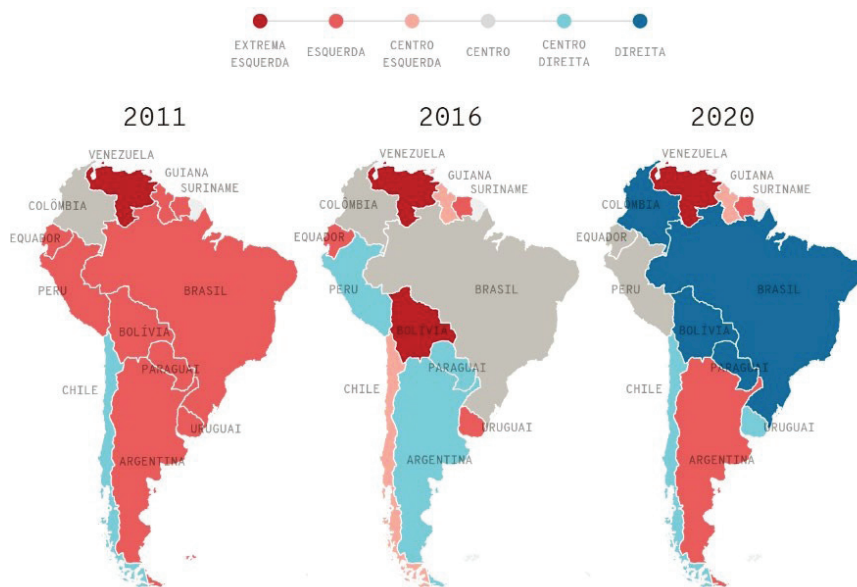 EXTREMA
ESQUERDA
ESQUERDA
CENTRO
ESQUERDA
CENTRO
CENTRO
DIREITA
DIREITA
2011
VENEZUELA
GUIANA
SURINAME
COLÔMBIA
EQUADOR
PERU
BRASIL
BOLÍVIA
PARAGUAI
CHILE
URUGUAI
ARGENTINA
2016
VENEZUELA
GUIANA
SURINAME
COLÔMBIA
EQUADOR
PERU
BRASIL
BOLÍVIA
PARAGUAI
CHILE
URUGUAI
ARGENTINA
2020
VENEZUELA
GUIANA
SURINAME
COLÔMBIA
EQUADOR
PERU
BRASIL
BOLÍVIA
PARAGUAI
CHILE
URUGUAI
ARGENTINA